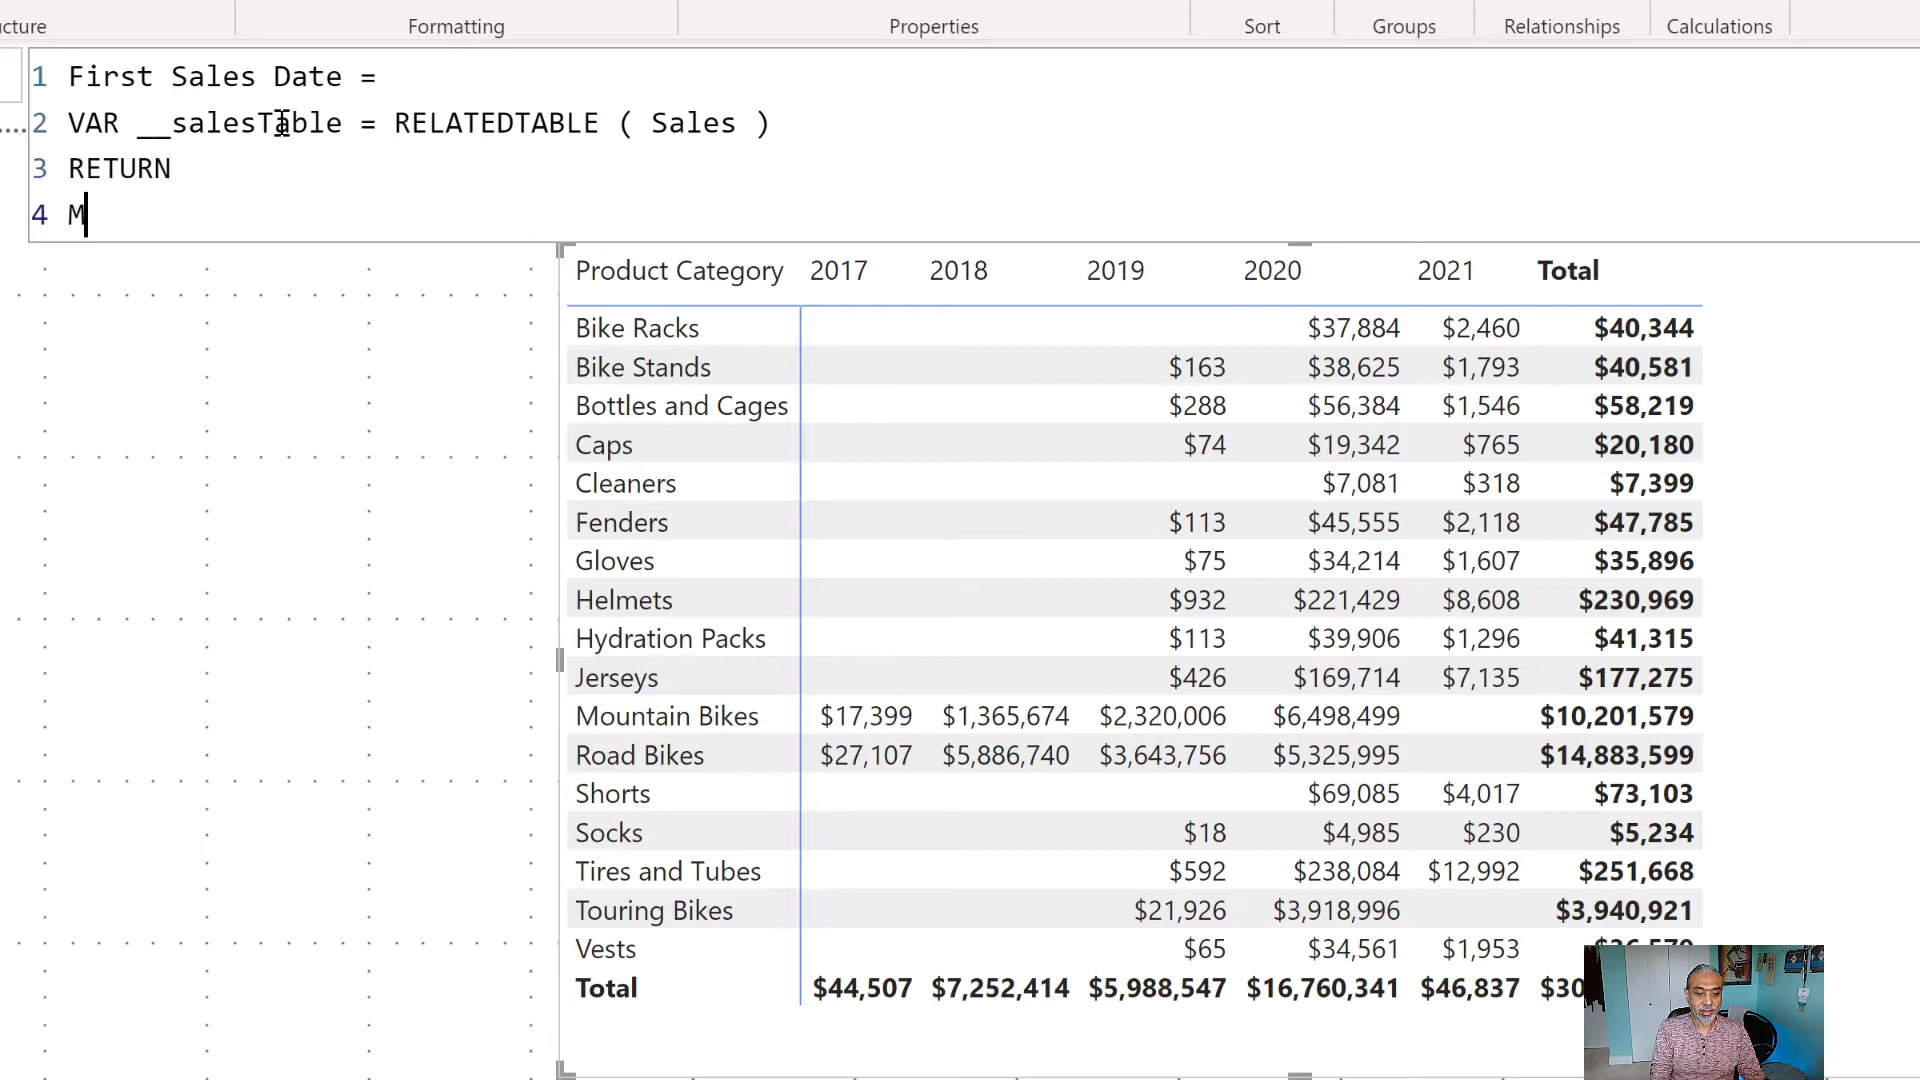 cture Formatting Properties Sort Groups Relationships Calculations
1 First Sales Date =
2 VAR __salesTable = RELATEDTABLE ( Sales )
3 RETURN
4 M
Product Category 2017 2018 2019 2020 2021 Total
Bike Racks $37,884 $2,460 $40,344
Bike Stands $163 $38,625 $1,793 $40,581
Bottles and Cages $288 $56,384 $1,546 $58,219
Caps $74 $19,342 $765 $20,180
Cleaners $7,081 $318 $7,399
Fenders $113 $45,555 $2,118 $47,785
Gloves $75 $34,214 $1,607 $35,896
Helmets $932 $221,429 $8,608 $230,969
Hydration Packs $113 $39,906 $1,296 $41,315
Jerseys $426 $169,714 $7,135 $177,275
Mountain Bikes $17,399 $1,365,674 $2,320,006 $6,498,499 $10,201,579
Road Bikes $27,107 $5,886,740 $3,643,756 $5,325,995 $14,883,599
Shorts $69,085 $4,017 $73,103
Socks $18 $4,985 $230 $5,234
Tires and Tubes $592 $238,084 $12,992 $251,668
Touring Bikes $21,926 $3,918,996 $3,940,921
Vests $65 $34,561 $1,953
Total $44,507 $7,252,414 $5,988,547 $16,760,341 $46,837 $30